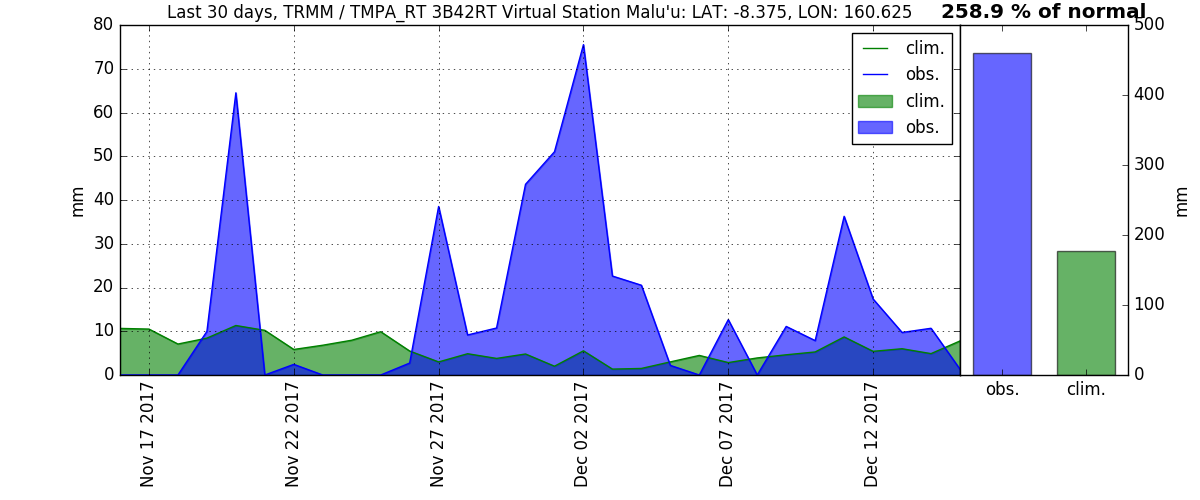 Last 30 days, TRMM / TMPA_RT 3B42RT Virtual Station Malu'u: LAT: -8.375, LON: 160.625
258.9 % of normal
80
70
60
50
40
30
20
10
0
mm
clim.
obs.
clim.
obs.
500
400
300
200
100
0
mm
Nov 17 2017
Nov 22 2017
Nov 27 2017
Dec 02 2017
Dec 07 2017
Dec 12 2017
obs.
clim.